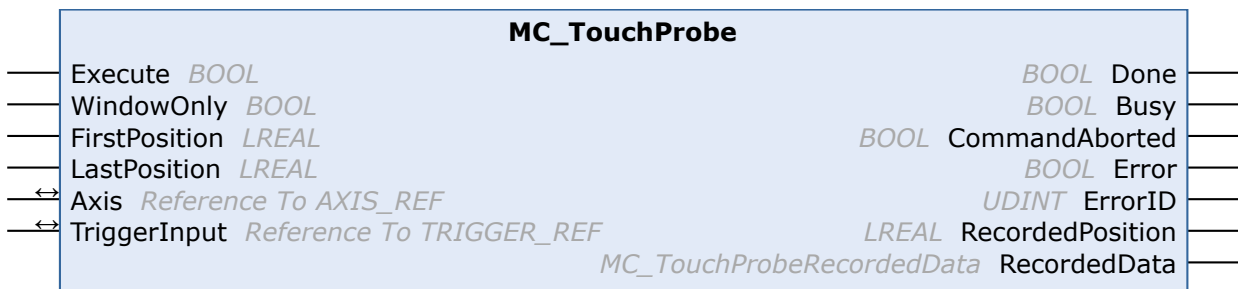 MC_TouchProbe
Execute BOOL BOOL Done
WindowOnly BOOL BOOL Busy
FirstPosition LREAL BOOL CommandAborted
LastPosition LREAL BOOL Error
↔ Axis Reference To AXIS_REF UDINT ErrorID
↔ TriggerInput Reference To TRIGGER_REF LREAL RecordedPosition
MC_TouchProbeRecordedData RecordedData